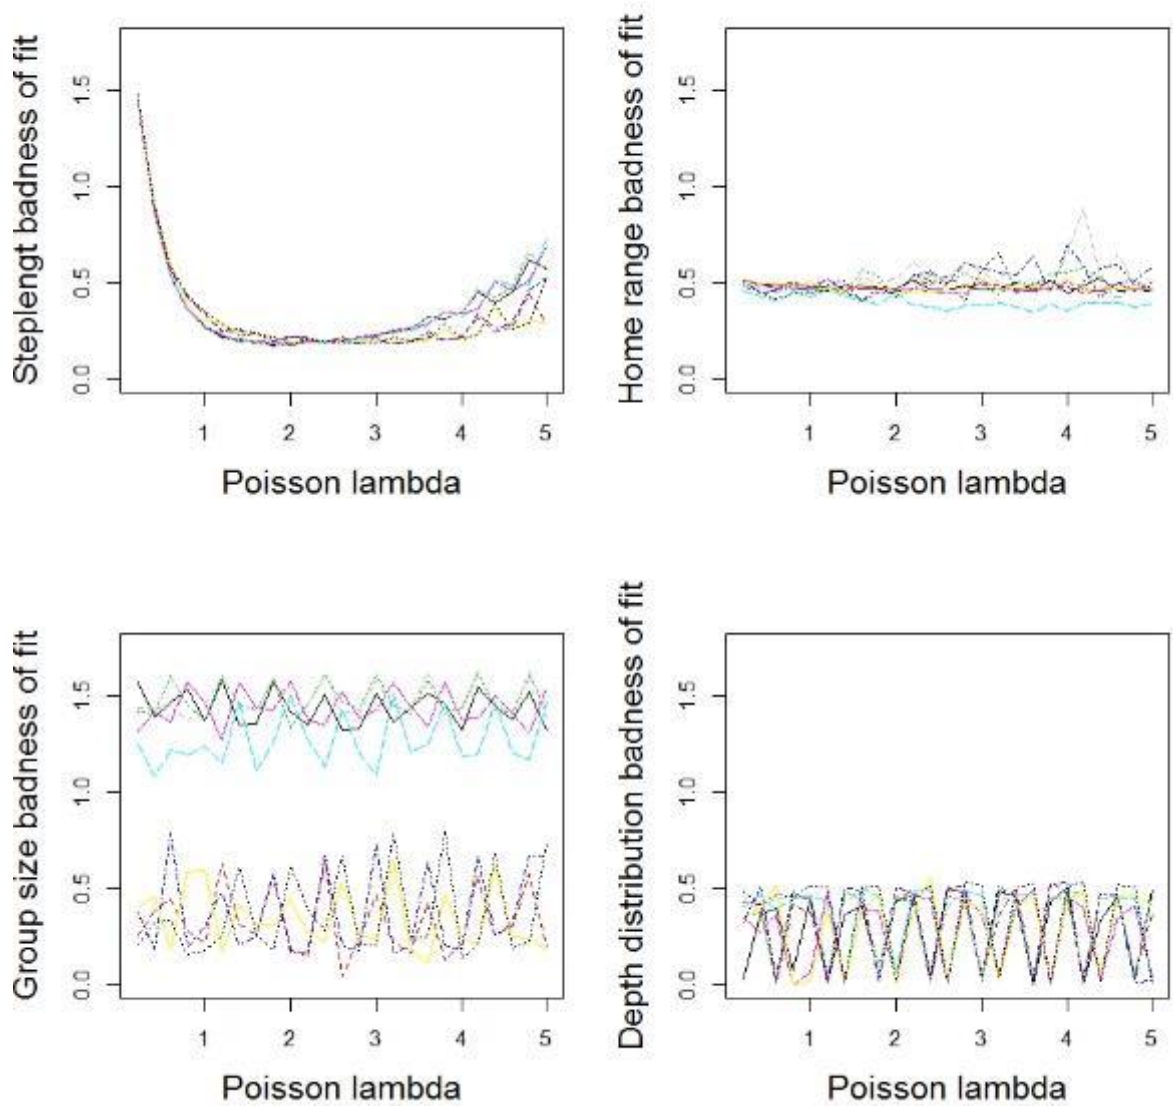 Steplengt badness of fit
1.5
1.0
0.5
0.0
1 2 3 4 5
Poisson lambda
Home range badness of fit
1.5
1.0
0.5
0.0
1 2 3 4 5
Poisson lambda
Group size badness of fit
1.5
1.0
0.5
0.0
1 2 3 4 5
Poisson lambda
Depth distribution badness of fit
1.5
1.0
0.5
0.0
1 2 3 4 5
Poisson lambda